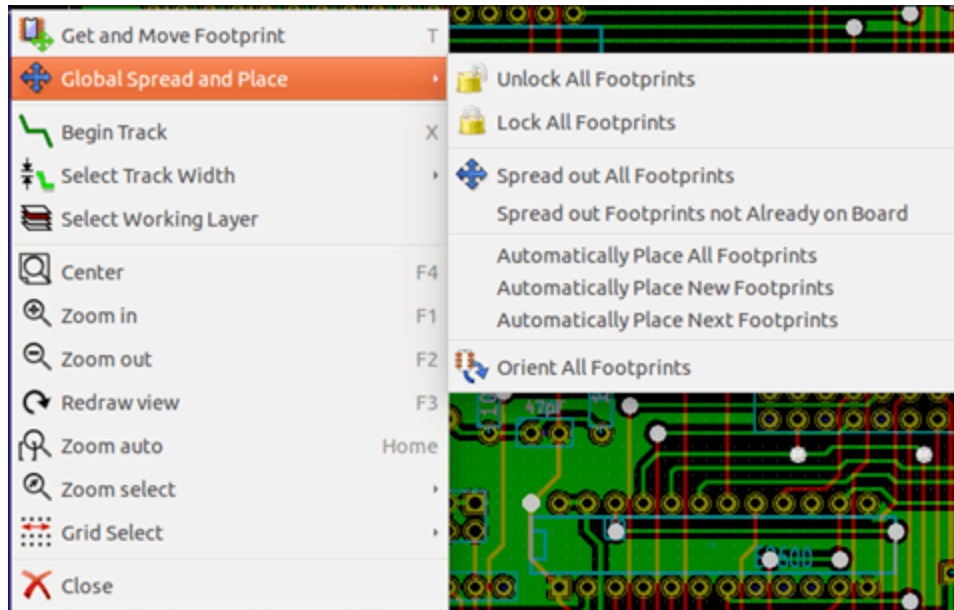 Get and Move Footprint T
Global Spread and Place
Begin Track X
Select Track Width
Select Working Layer
Center F4
Zoom in F1
Zoom out F2
Redraw view F3
Zoom auto Home
Zoom select
Grid Select
Close
Unlock All Footprints
Lock All Footprints
Spread out All Footprints
Spread out Footprints not Already on Board
Automatically Place All Footprints
Automatically Place New Footprints
Automatically Place Next Footprints
Orient All Footprints
47pF